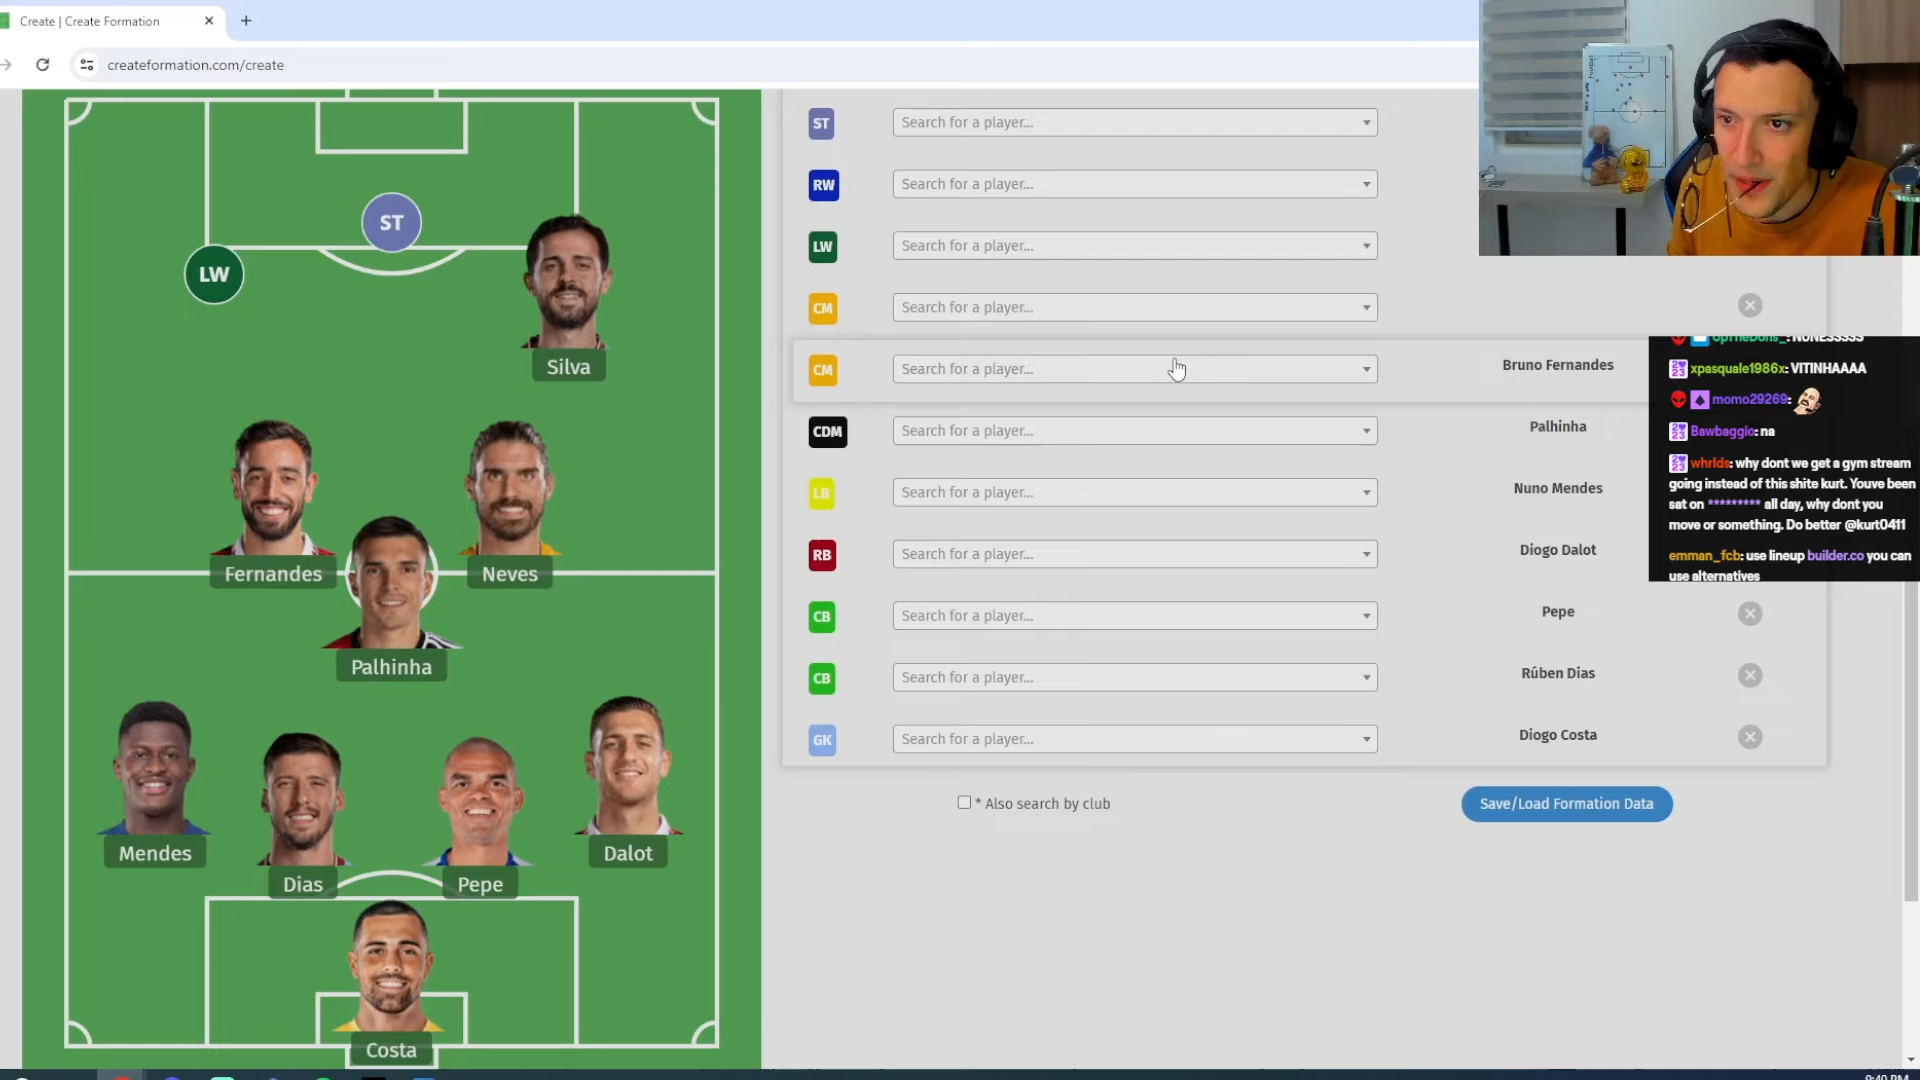 Create | Create Formation
createformation.com/create
ST
Search for a player...
RW
Search for a player...
LW
Search for a player...
CM
Search for a player...
CM
Search for a player...
Bruno Fernandes
CDM
Search for a player...
Palhinha
LB
Search for a player...
Nuno Mendes
RB
Search for a player...
Diogo Dalot
CB
Search for a player...
Pepe
CB
Search for a player...
Rúben Dias
GK
Search for a player...
Diogo Costa
* Also search by club
Save/Load Formation Data
ST
LW
Silva
Fernandes
Neves
Palhinha
Mendes
Dalot
Dias
Pepe
Costa
UpTheDons_: NUNESSSSS
xpasquale1986x: VITINHAAAA
momo29269:
Bawbaggio: na
whrlds: why dont we get a gym stream
going instead of this shite kurt. Youve been
sat on ********* all day, why dont you
move or something. Do better @kurt0411
emman_fcb: use lineup builder.co you can
use alternatives
9:40 PM